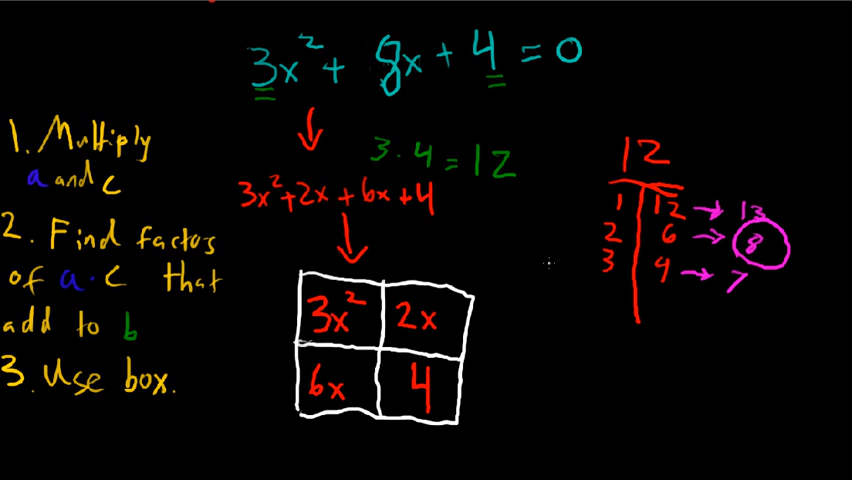 3x² + 8x + 4 = 0
1. Multiply
a and c
3 · 4 = 12
3x² + 2x + 6x + 4
2. Find factos
of a · c that
add to b
3. Use box.
3x² 2x
6x 4
12
1 12 → 13
2 6 → 8
3 4 → 7